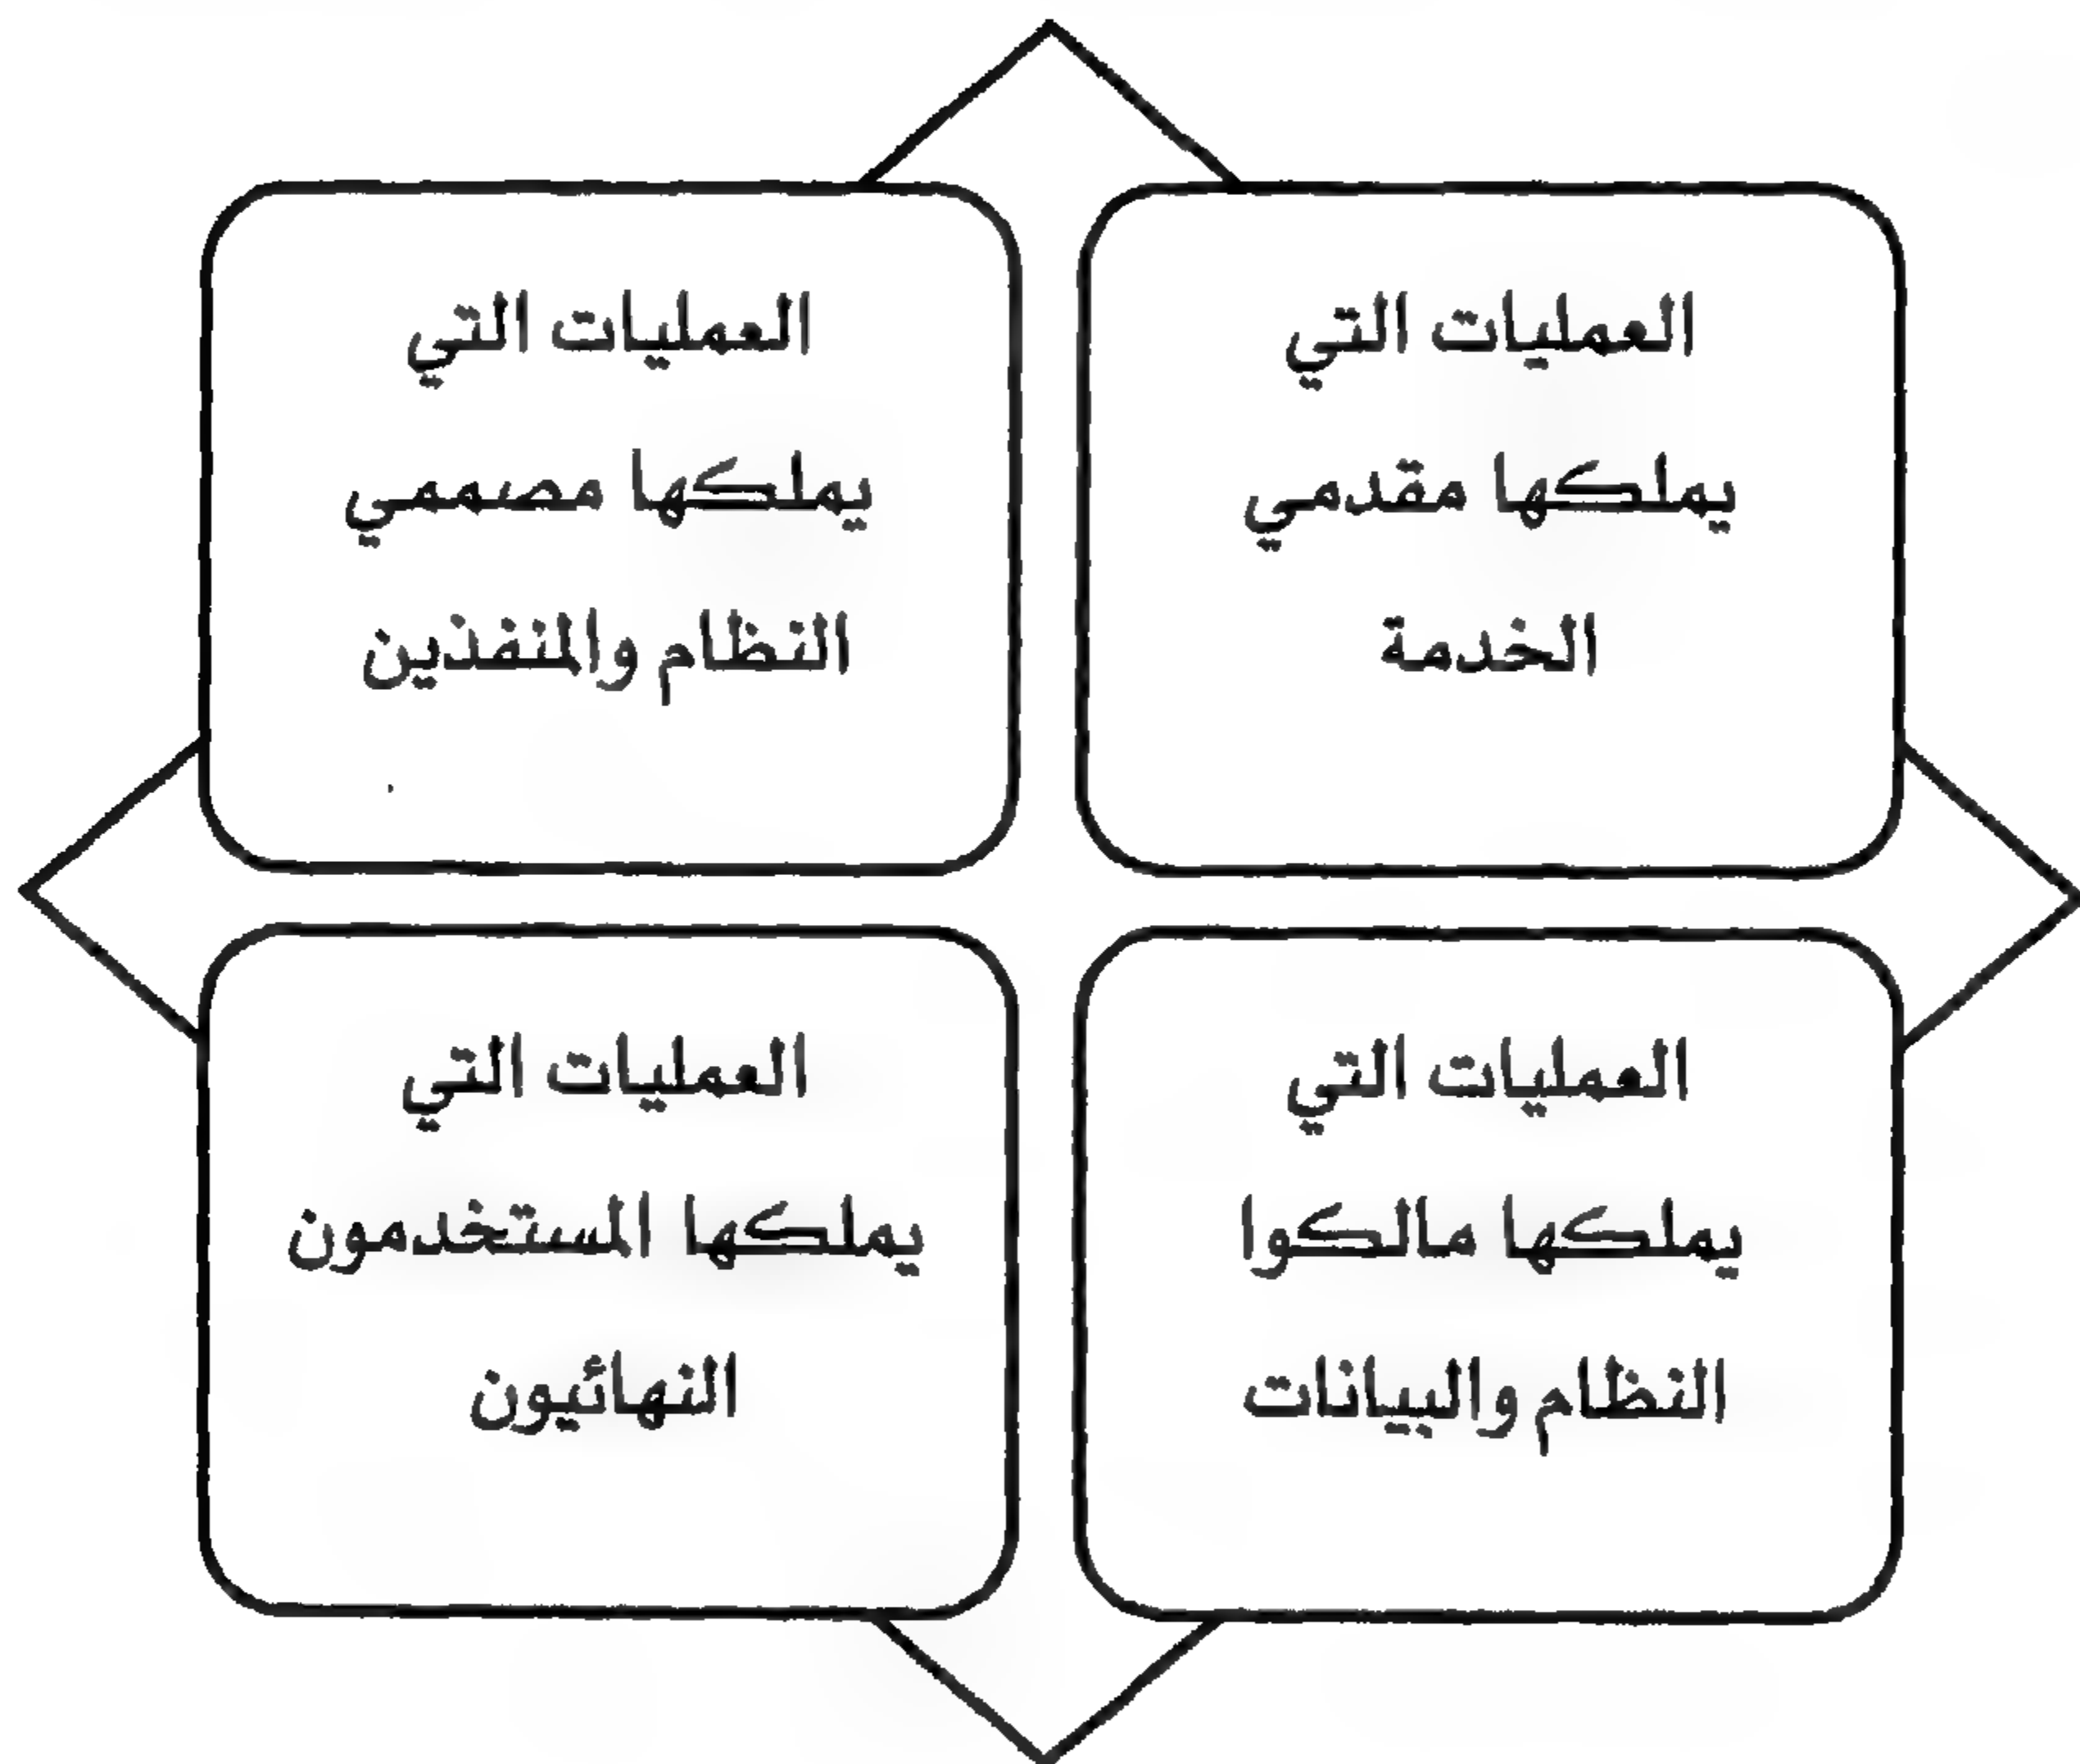 العمليات التي
يملكها مقدمي
الخدمة
العمليات التي
يملكها مصممي
النظام والمنفذين
العمليات التي
يملكها مالكوا
النظام والبيانات
العمليات التي
يملكها المستخدمون
النهائيون